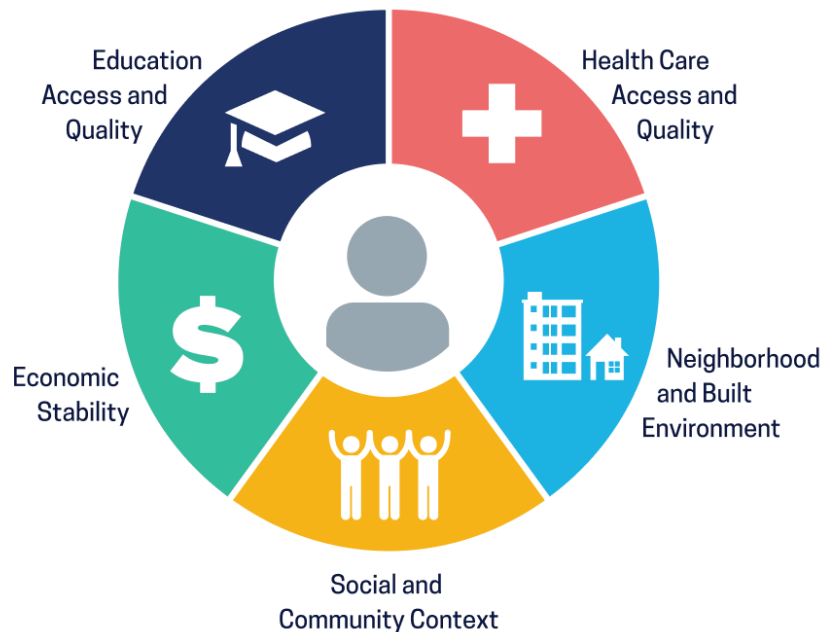 Education
Access and
Quality
Health Care
Access and
Quality
Economic
Stability
Neighborhood
and Built
Environment
Social and
Community Context